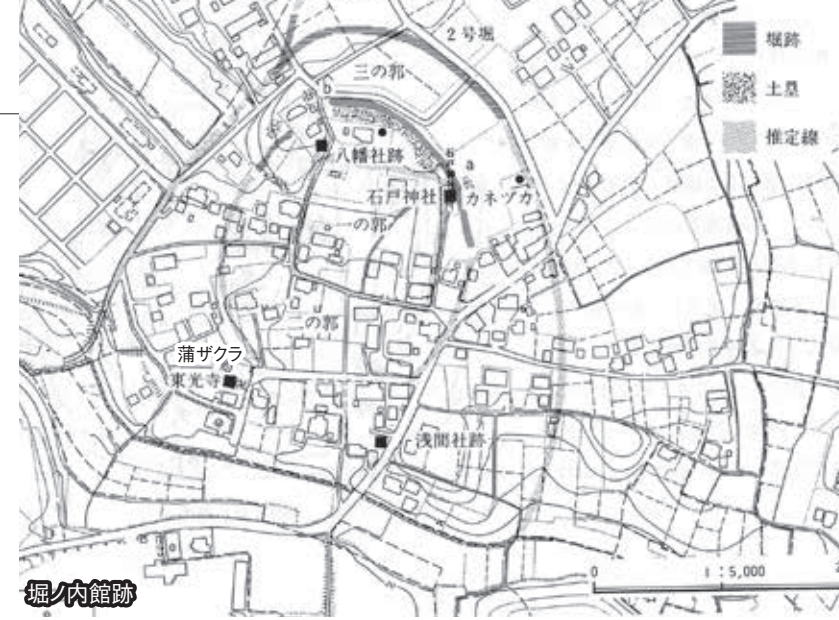 2号堀
三の郭
堀跡
土塁
推定線
b
八幡社跡
a
石戸神社
カネヅカ
一の郭
の郭
蒲ザクラ
東光寺
浅間社跡
0
1:5,000
堀ノ内館跡